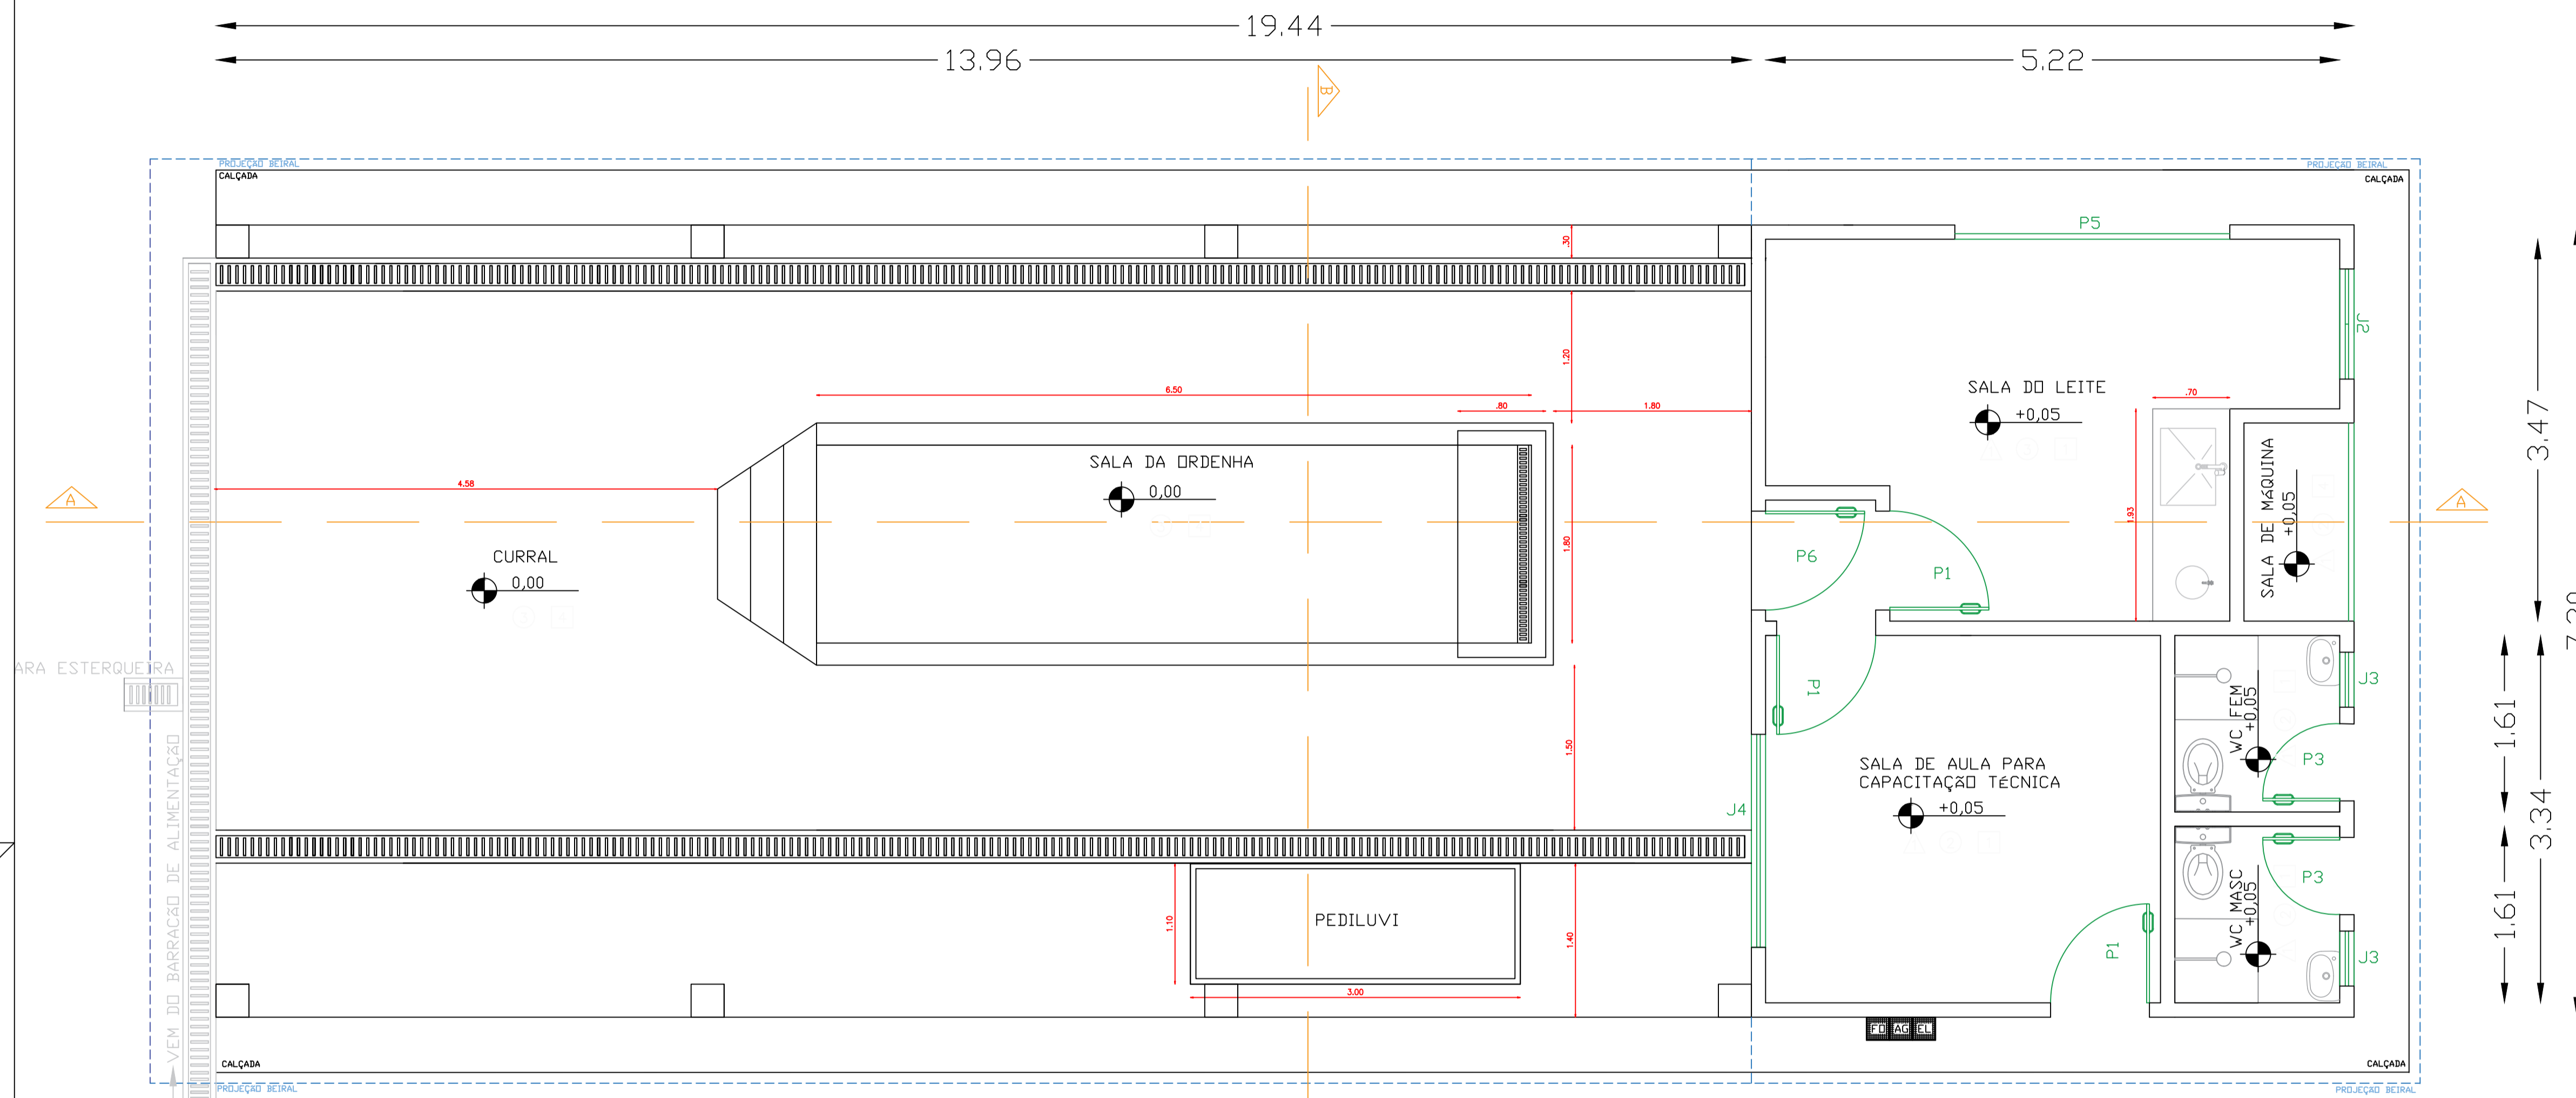 19.44
13.96
5.22
B
PROJEÇÃO BEIRAL
PROJEÇÃO BEIRAL
CALÇADA
CALÇADA
P5
.30
J2
1.20
SALA DO LEITE
+0,05
6.50
.80
1.80
.70
3.47
SALA DA ORDENHA
0,00
4.58
A
A
1.80
1.93
SALA DE MÁQUINA
+0,05
CURRAL
0,00
P6
P1
ARA ESTERQUEIRA
P1
WC FEM
+0,05
J3
1.61
P3
1.50
SALA DE AULA PARA
CAPACITAÇÃO TÉCNICA
+0,05
J4
3.34
VEM DO BARRACÃO DE ALIMENTAÇÃO
PEDILUVI
1.10
1.40
3.00
P1
WC MASC
+0,05
P3
J3
1.61
FO AG EL
CALÇADA
CALÇADA
PROJEÇÃO BEIRAL
PROJEÇÃO BEIRAL